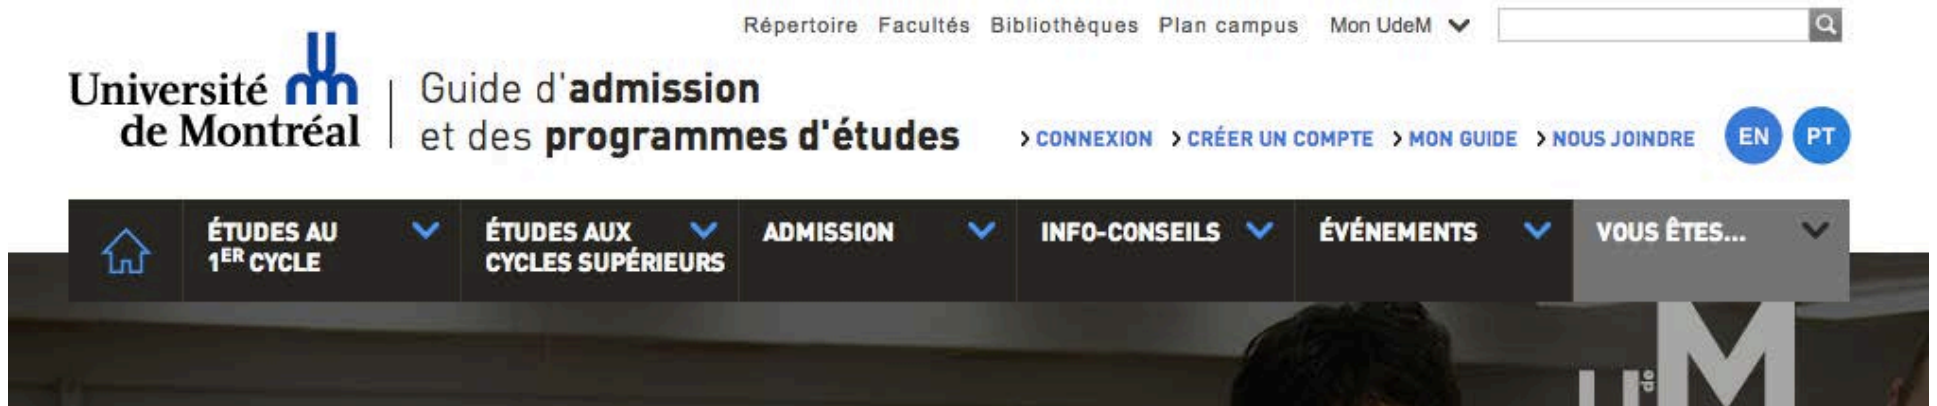 Répertoire Facultés Bibliothèques Plan campus Mon UdeM
Université
de Montréal
Guide d'admission
et des programmes d'études
> CONNEXION > CRÉER UN COMPTE > MON GUIDE > NOUS JOINDRE EN PT
ÉTUDES AU
1ER CYCLE
ÉTUDES AUX
CYCLES SUPÉRIEURS
ADMISSION
INFO-CONSEILS
ÉVÉNEMENTS
VOUS ÊTES...
U de M